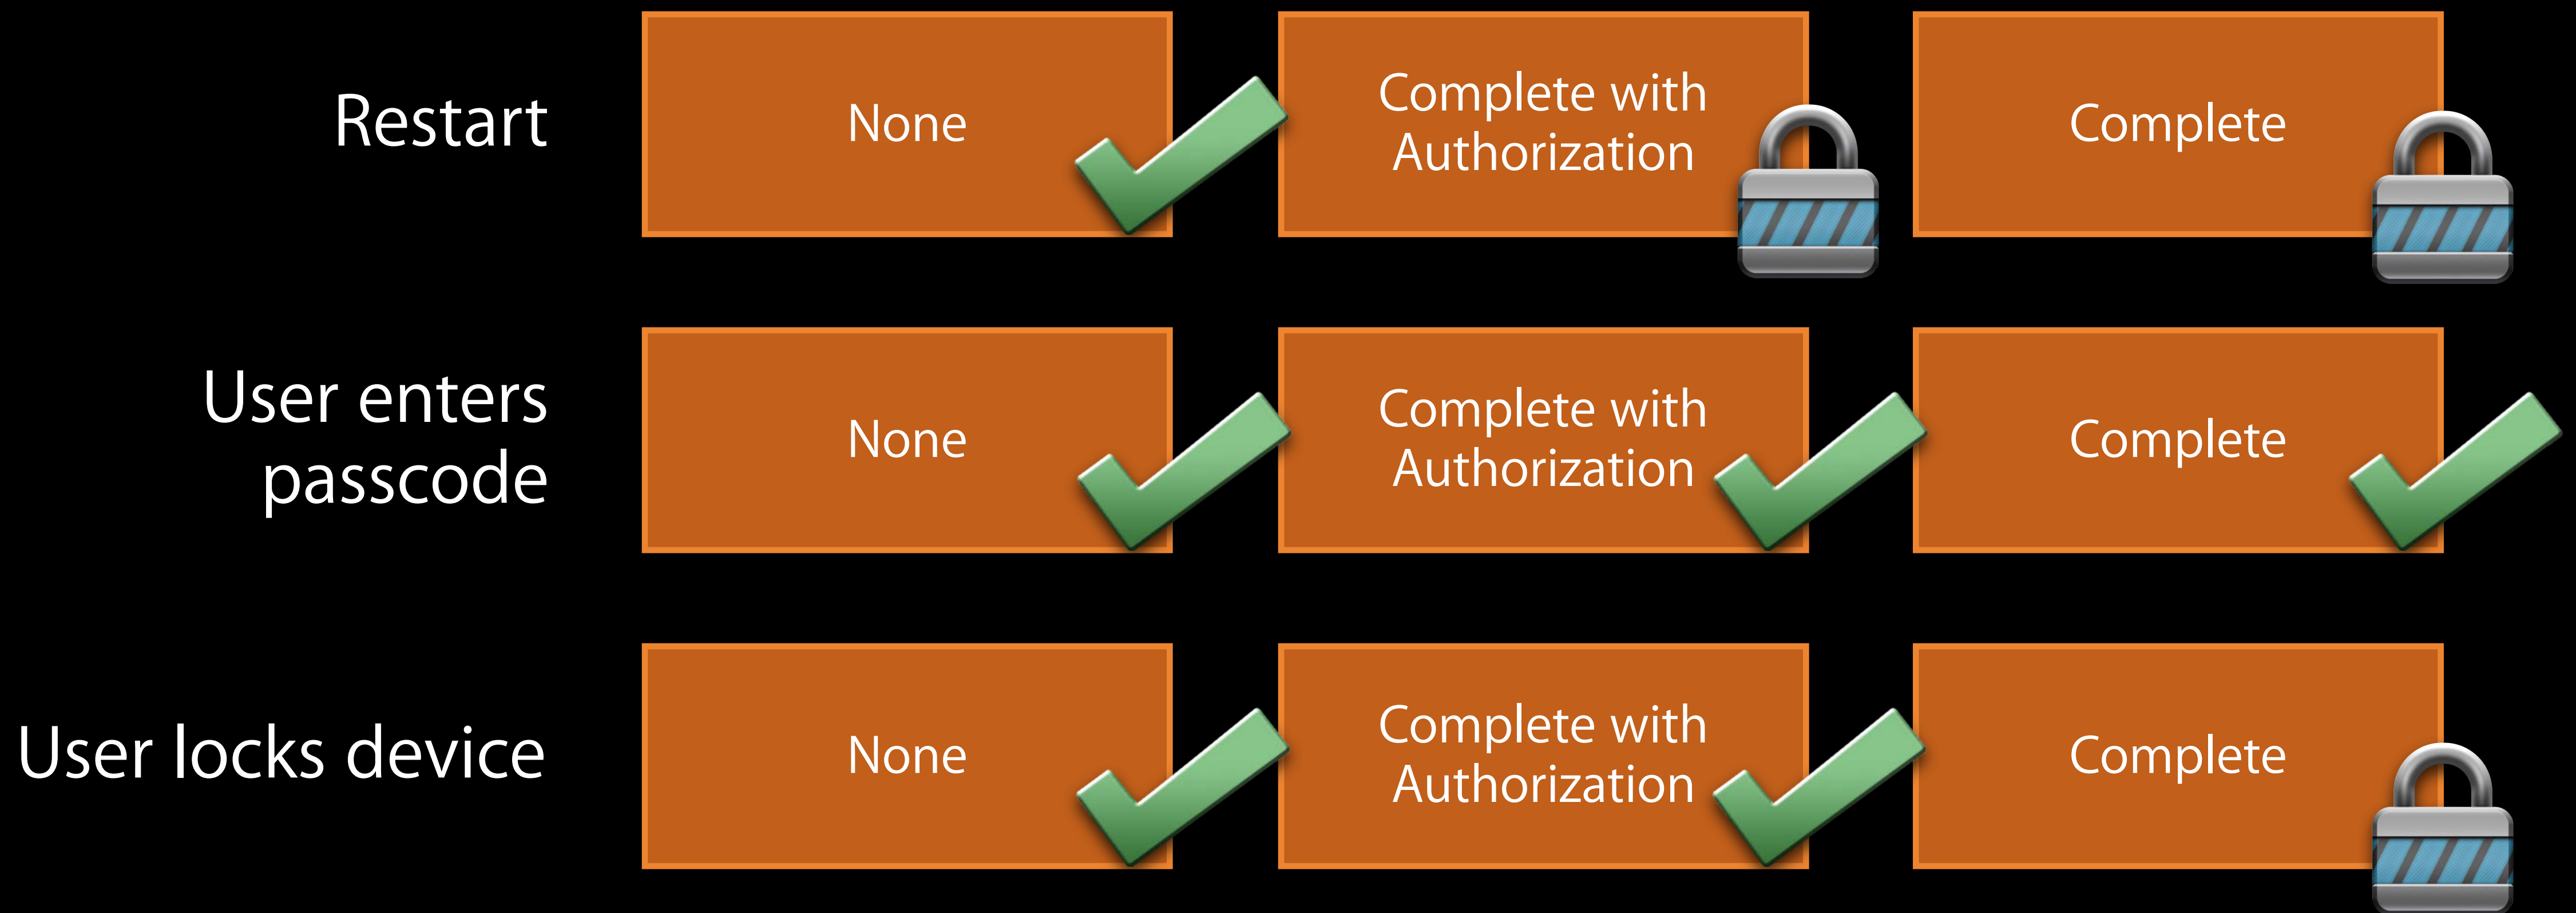 Restart
None
Complete with
Authorization
Complete
User enters
passcode
None
Complete with
Authorization
Complete
User locks device
None
Complete with
Authorization
Complete